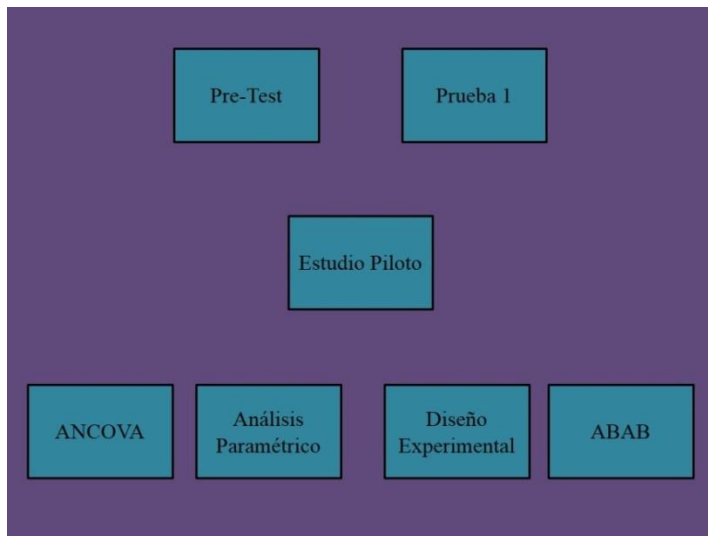 Pre-Test
Prueba 1
Estudio Piloto
ANCOVA
Análisis
Paramétrico
Diseño
Experimental
ABAB